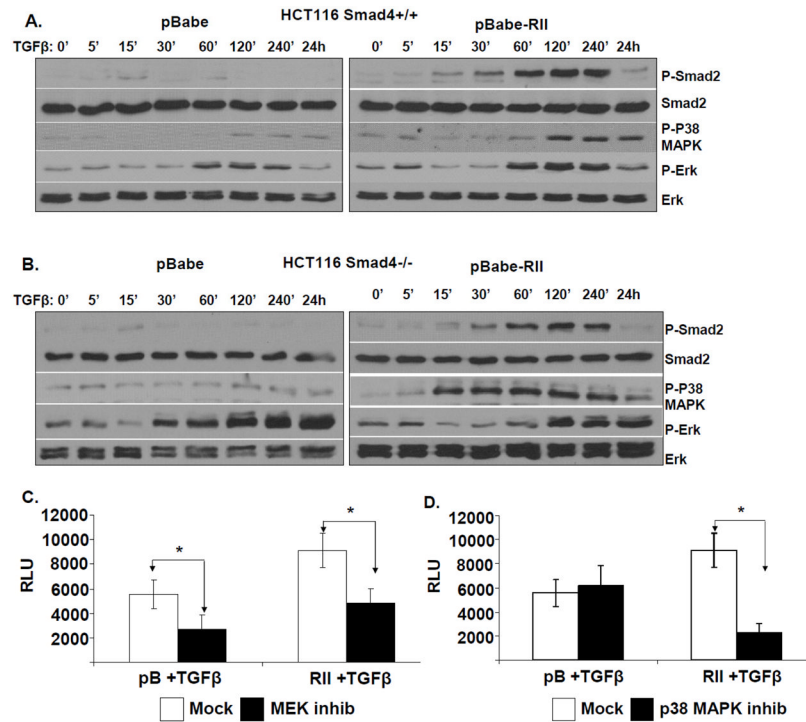 A. HCT116 Smad4+/+
pBabe pBabe-RII
TGFβ: 0' 5' 15' 30' 60' 120' 240' 24h 0' 5' 15' 30' 60' 120' 240' 24h
P-Smad2
Smad2
P-P38
MAPK
P-Erk
Erk
B. pBabe HCT116 Smad4-/- pBabe-RII
TGFβ: 0' 5' 15' 30' 60' 120' 240' 24h 0' 5' 15' 30' 60' 120' 240' 24h
P-Smad2
Smad2
P-P38
MAPK
P-Erk
Erk
C.
12000
10000
8000
6000
4000
2000
RLU
*
*
pB +TGFβ RII +TGFβ
Mock MEK inhib
D.
12000
10000
8000
6000
4000
2000
RLU
*
pB +TGFβ RII +TGFβ
Mock p38 MAPK inhib